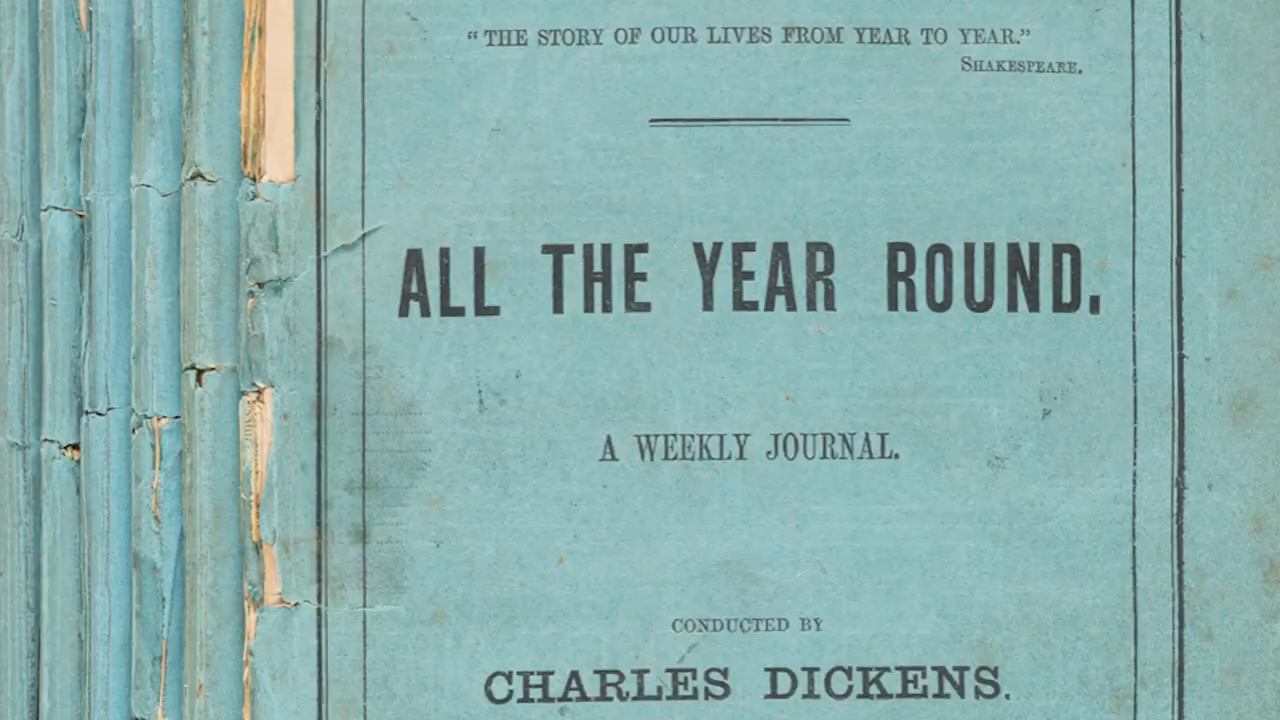 “THE STORY OF OUR LIVES FROM YEAR TO YEAR.”
SHAKESPEARE.
ALL THE YEAR ROUND.
A WEEKLY JOURNAL.
CONDUCTED BY
CHARLES DICKENS.